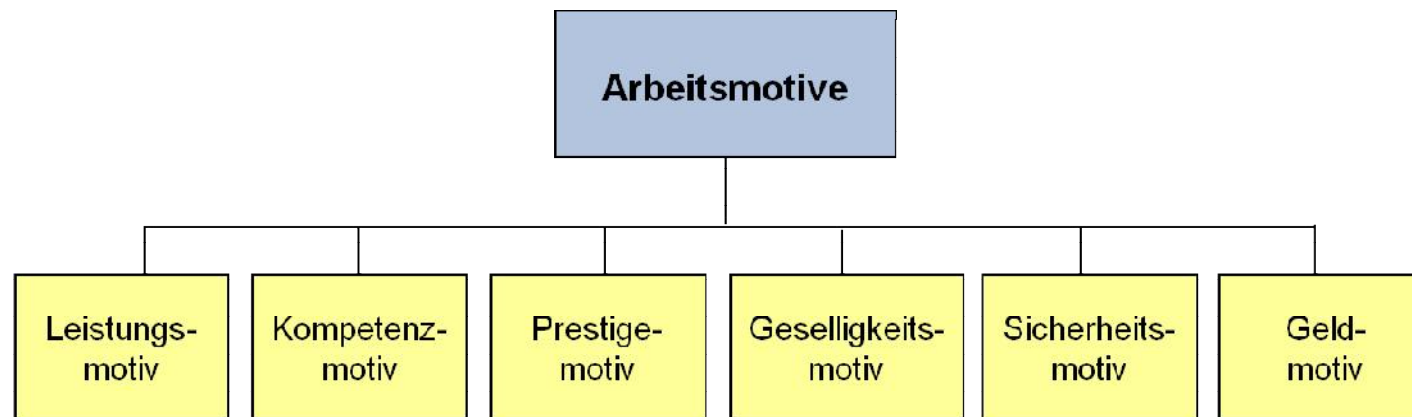 Arbeitsmotive
Leistungs-
motiv
Kompetenz-
motiv
Prestige-
motiv
Geselligkeits-
motiv
Sicherheits-
motiv
Geld-
motiv